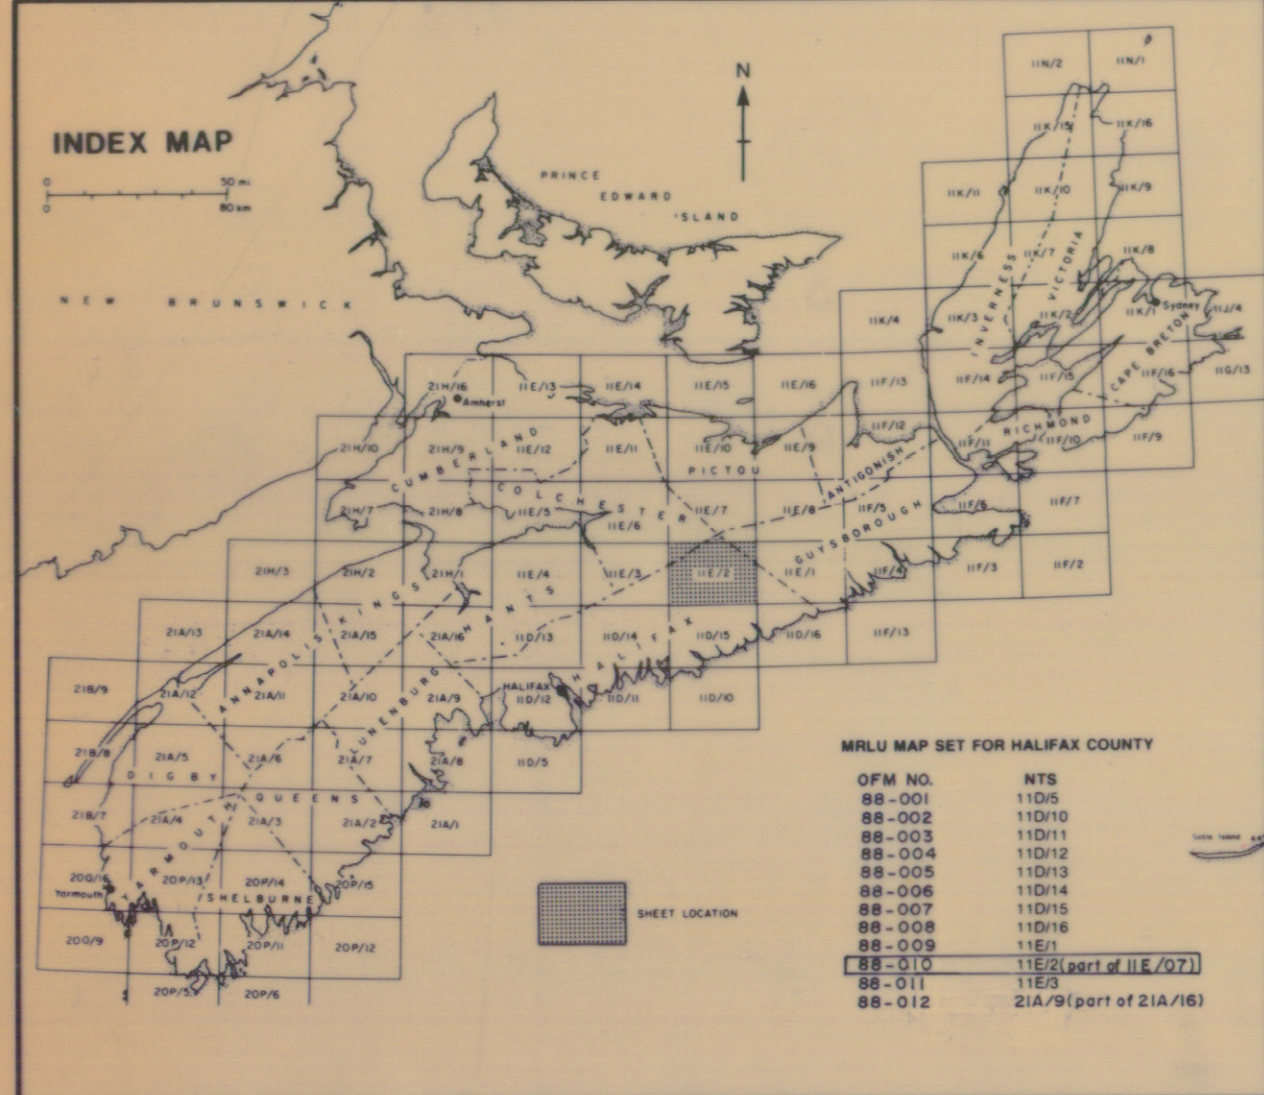 INDEX MAP
0 50 mi
0 80 km
N
PRINCE
EDWARD
ISLAND
NEW BRUNSWICK
11N/2 11N/1
11K/15 11K/16
11K/11 11K/10 11K/9
11K/6 11K/7 11K/8
INVERNESS
VICTORIA
11K/4 11K/3 11K/2 11K/1 Sydney 11J/4
CAPE BRETON
21H/16 11E/13 11E/14 11E/15 11E/16 11F/13 11F/14 11F/15 11F/16 11G/13
Amherst
21H/10 21H/9 11E/12 11E/11 11E/10 11E/9 11F/12 11F/11 11F/10 11F/9
RICHMOND
CUMBERLAND
PICTOU
ANTIGONISH
COLCHESTER
21H/7 21H/8 11E/5 11E/6 11E/7 11E/8 11F/5 11F/6 11F/7
GUYSBOROUGH
21H/3 21H/2 21H/1 11E/4 11E/3 11E/2 11E/1 11F/4 11F/3 11F/2
ANNAPOLIS KINGS HANTS
21A/13 21A/14 21A/15 21A/16 11D/13 11D/14 11D/15 11D/16 11F/13
HALIFAX
21B/9 21A/12 21A/11 21A/10 21A/9 HALIFAX 11D/12 11D/11 11D/10
LUNENBURG
21B/8 21A/5 21A/6 21A/7 21A/8 11D/5
DIGBY
QUEENS
21B/7 21A/4 21A/3 21A/2 21A/1
YARMOUTH
20O/16 20P/13 20P/14 20P/15
Yarmouth
SHELBURNE
20O/9 20P/12 20P/11 20P/12
20P/5 20P/6
SHEET LOCATION
MRLU MAP SET FOR HALIFAX COUNTY
OFM NO. NTS
88-001 11D/5
88-002 11D/10
88-003 11D/11
88-004 11D/12
88-005 11D/13
88-006 11D/14
88-007 11D/15
88-008 11D/16
88-009 11E/1
88-010 11E/2(part of 11E/07)
88-011 11E/3
88-012 21A/9(part of 21A/16)
Sable Island